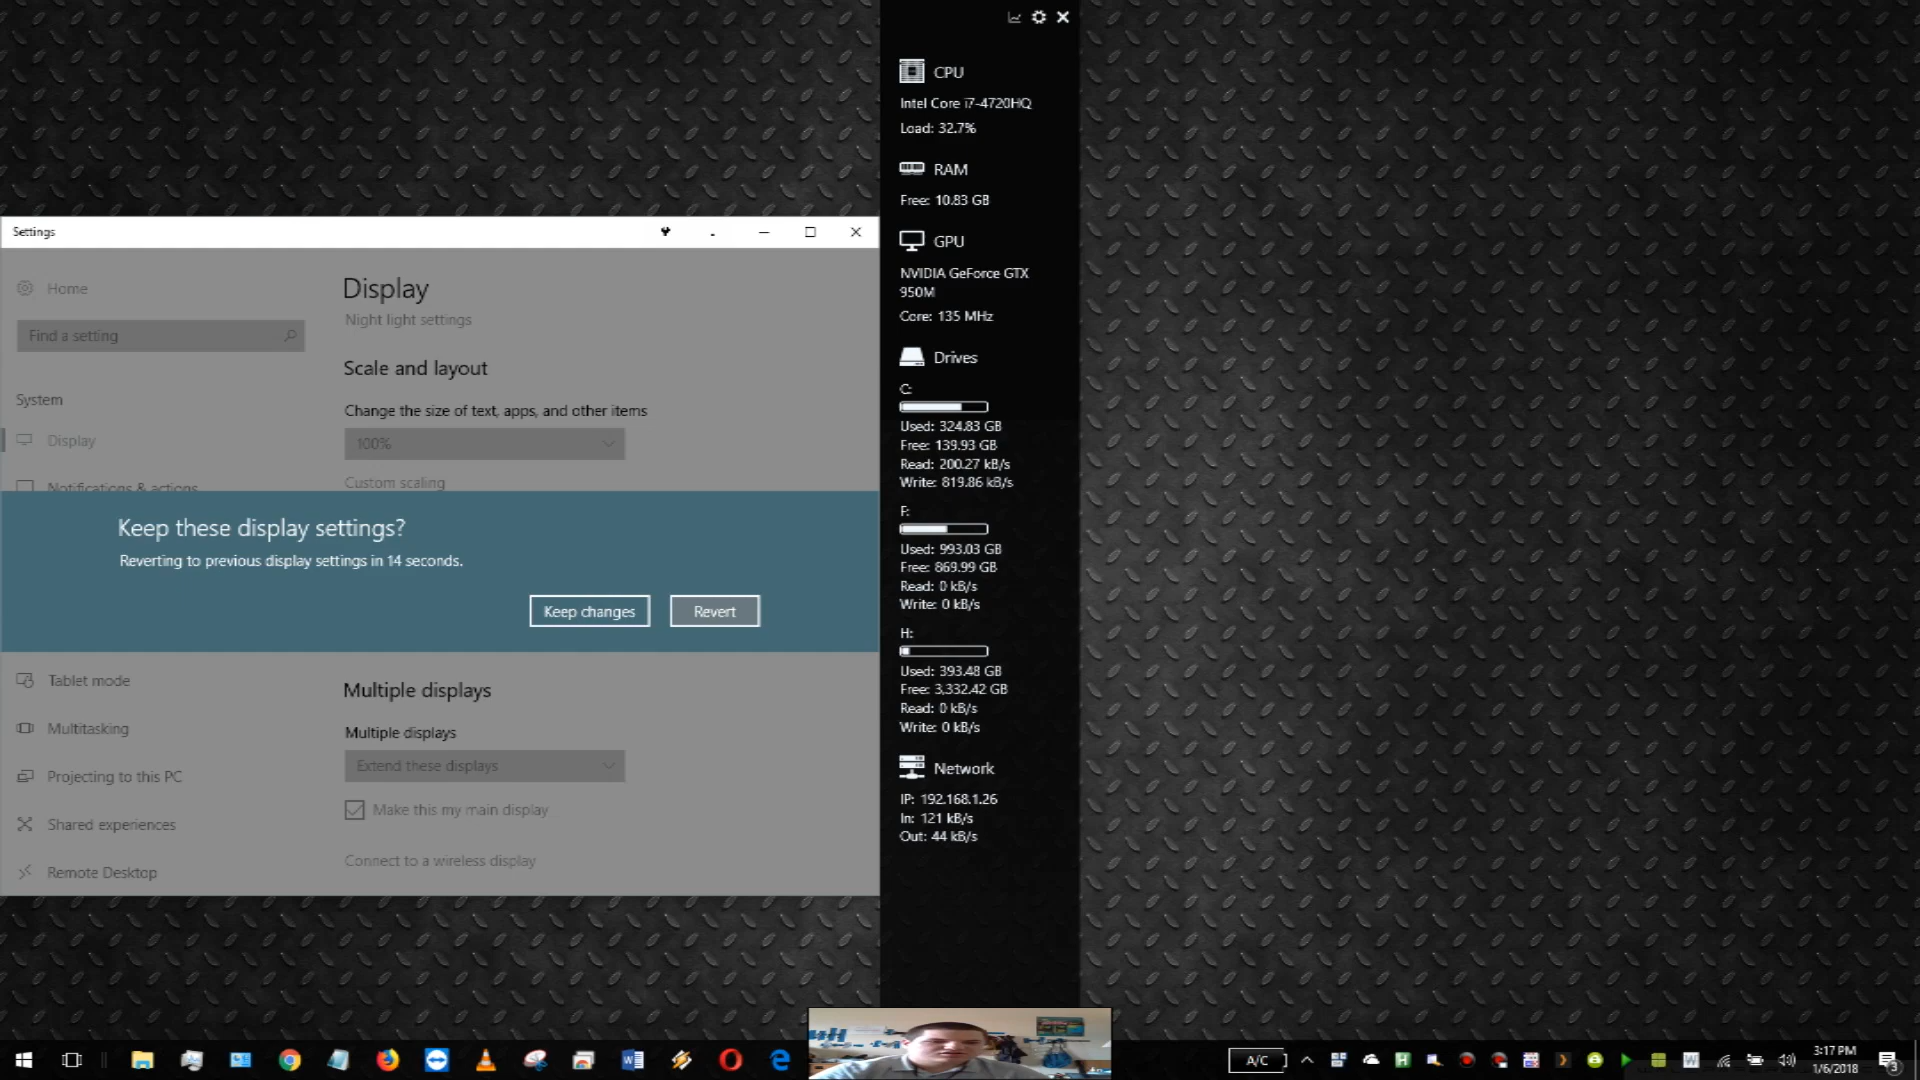 CPU
Intel Core i7-4720HQ
Load: 32.7%
RAM
Free: 10.83 GB
GPU
NVIDIA GeForce GTX
950M
Core: 135 MHz
Drives
C:
Used: 324.83 GB
Free: 139.93 GB
Read: 200.27 kB/s
Write: 819.86 kB/s
F:
Used: 993.03 GB
Free: 869.99 GB
Read: 0 kB/s
Write: 0 kB/s
H:
Used: 393.48 GB
Free: 3,332.42 GB
Read: 0 kB/s
Write: 0 kB/s
Network
IP: 192.168.1.26
In: 121 kB/s
Out: 44 kB/s
Settings
Home
Find a setting
System
Display
Notifications & actions
Display
Night light settings
Scale and layout
Change the size of text, apps, and other items
100%
Custom scaling
Keep these display settings?
Reverting to previous display settings in 14 seconds.
Keep changes
Revert
Tablet mode
Multitasking
Projecting to this PC
Shared experiences
Remote Desktop
Multiple displays
Multiple displays
Extend these displays
Make this my main display
Connect to a wireless display
A/C
3:17 PM
1/6/2018
3